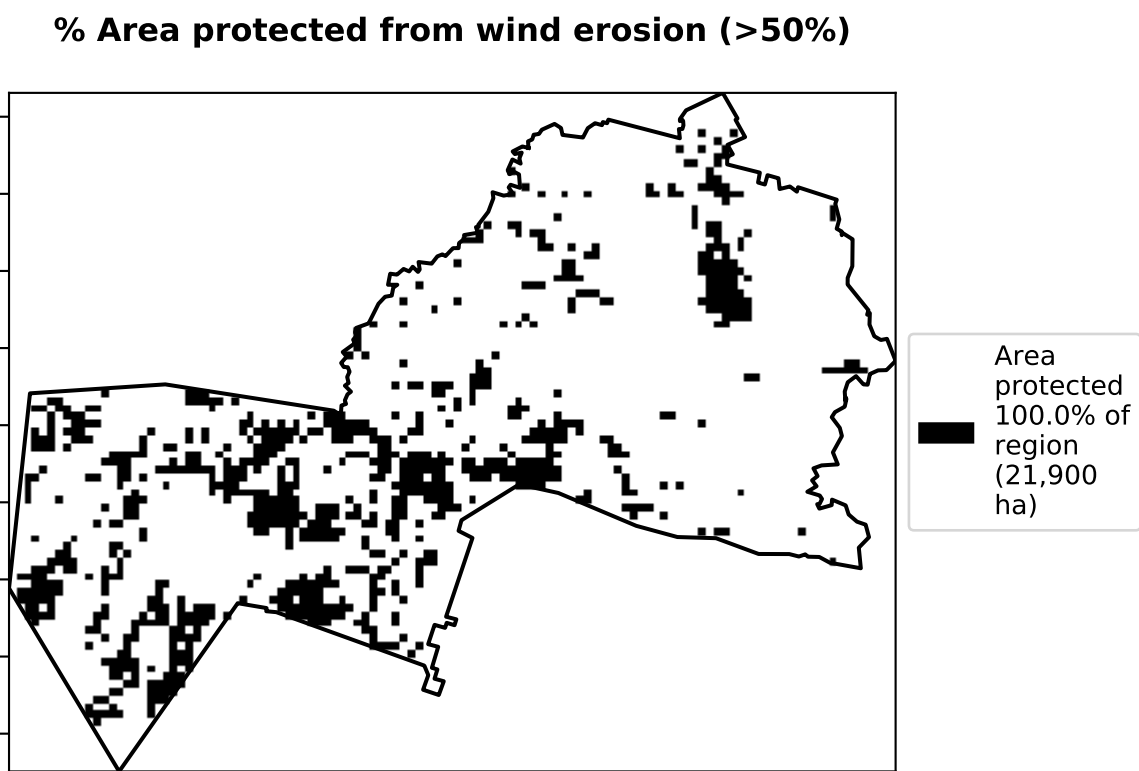 % Area protected from wind erosion (>50%)
Area
protected
100.0% of
region
(21,900
ha)